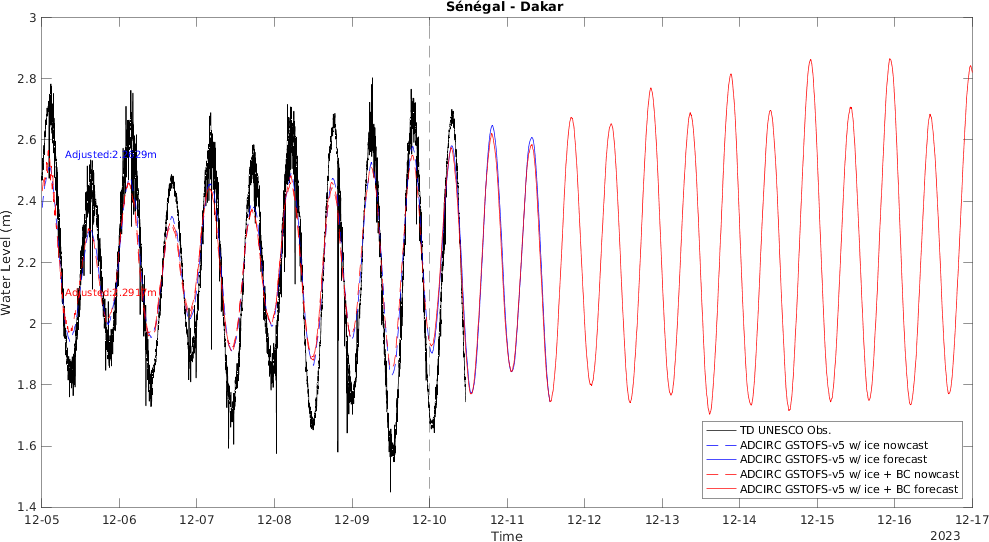 Sénégal - Dakar
3
2.8
2.6
2.4
2.2
2
1.8
1.6
1.4
Water Level (m)
12-05 12-06 12-07 12-08 12-09 12-10 12-11 12-12 12-13 12-14 12-15 12-16 12-17
Time
2023
TD UNESCO Obs.
ADCIRC GSTOFS-v5 w/ ice nowcast
ADCIRC GSTOFS-v5 w/ ice forecast
ADCIRC GSTOFS-v5 w/ ice + BC nowcast
ADCIRC GSTOFS-v5 w/ ice + BC forecast